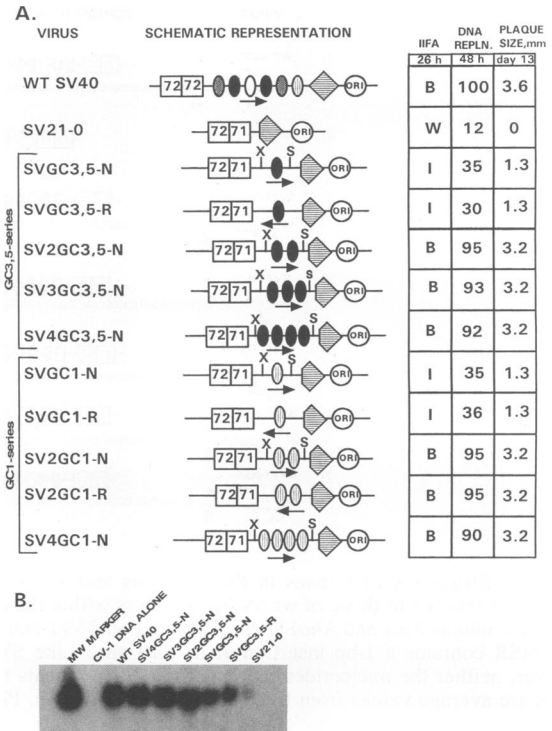 A.
VIRUS SCHEMATIC REPRESENTATION IIFA DNA REPLN. PLAQUE SIZE,mm
26 h 48 h day 13
WT SV40 72 72 ORI B 100 3.6
SV21-0 72 71 ORI W 12 0
GC3,5-series
X S
SVGC3,5-N 72 71 ORI I 35 1.3
SVGC3,5-R 72 71 ORI I 30 1.3
X S
SV2GC3,5-N 72 71 ORI B 95 3.2
X s
SV3GC3,5-N 72 71 ORI B 93 3.2
X S
SV4GC3,5-N 72 71 ORI B 92 3.2
GC1-series
X S
SVGC1-N 72 71 ORI I 35 1.3
SVGC1-R 72 71 ORI I 36 1.3
X S
SV2GC1-N 72 71 ORI B 95 3.2
SV2GC1-R 72 71 ORI B 95 3.2
X S
SV4GC1-N 72 71 ORI B 90 3.2
B.
MW MARKER
CV-1 DNA ALONE
WT SV40
SV4GC3,5-N
SV3GC3,5-N
SV2GC3,5-N
SVGC3,5-N
SVGC3,5-R
SV21-0